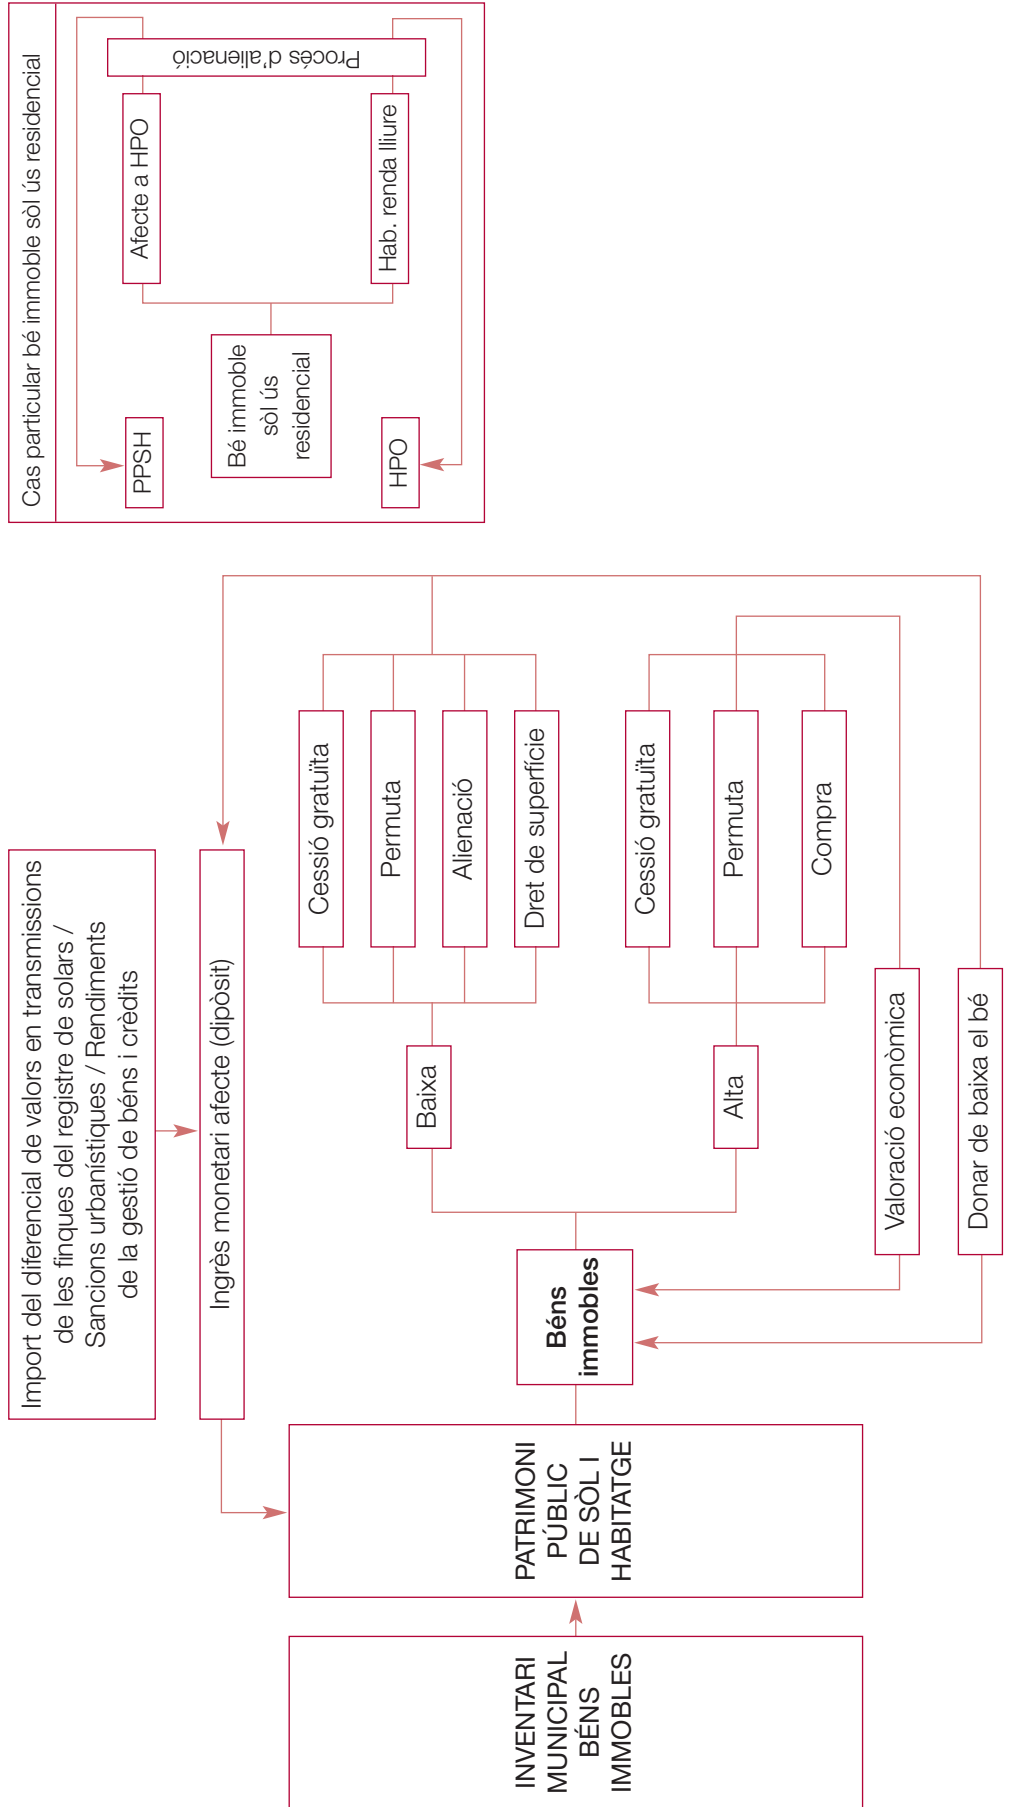 INVENTARI
MUNICIPAL
BÉNS
IMMOBLES
PATRIMONI
PÚBLIC
DE SÒL I
HABITATGE
Import del diferencial de valors en transmissions
de les finques del registre de solars /
Sancions urbanístiques / Rendiments
de la gestió de béns i crèdits
Ingrès monetari afecte (dipòsit)
Béns
immobles
Baixa
Cessió gratuïta
Permuta
Alienació
Dret de superfície
Alta
Cessió gratuïta
Permuta
Compra
Valoració econòmica
Donar de baixa el bé
Cas particular bé immoble sòl ús residencial
PPSH
HPO
Bé immoble
sòl ús
residencial
Afecte a HPO
Hab. renda lliure
Procés d'alienació